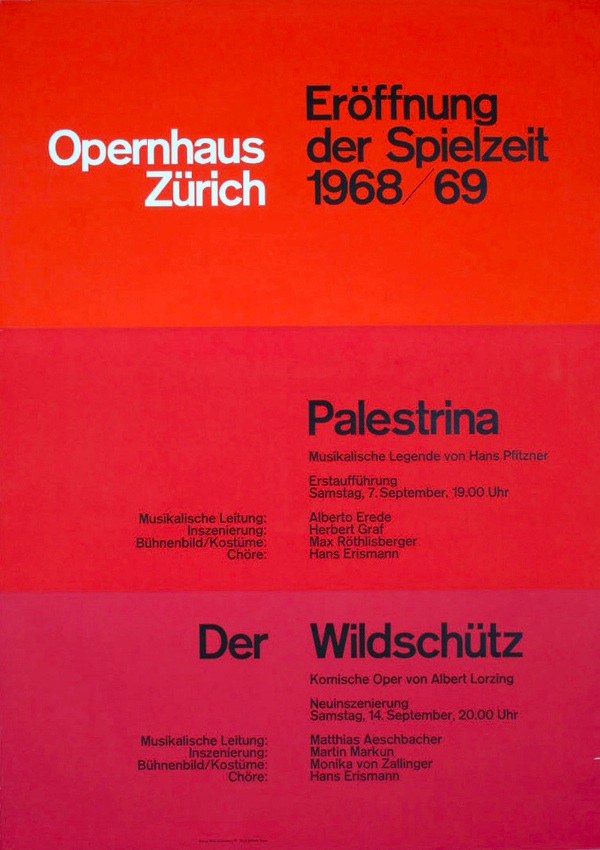 Opernhaus
Zürich
Eröffnung
der Spielzeit
1968/69
Palestrina
Musikalische Legende von Hans Pfitzner
Erstaufführung
Samstag, 7. September, 19.00 Uhr
Musikalische Leitung: Alberto Erede
Inszenierung: Herbert Graf
Bühnenbild/Kostüme: Max Röthlisberger
Chöre: Hans Erismann
Der Wildschütz
Komische Oper von Albert Lorzing
Neuinszenierung
Samstag, 14. September, 20.00 Uhr
Musikalische Leitung: Matthias Aeschbacher
Inszenierung: Martin Markun
Bühnenbild/Kostüme: Monika von Zallinger
Chöre: Hans Erismann